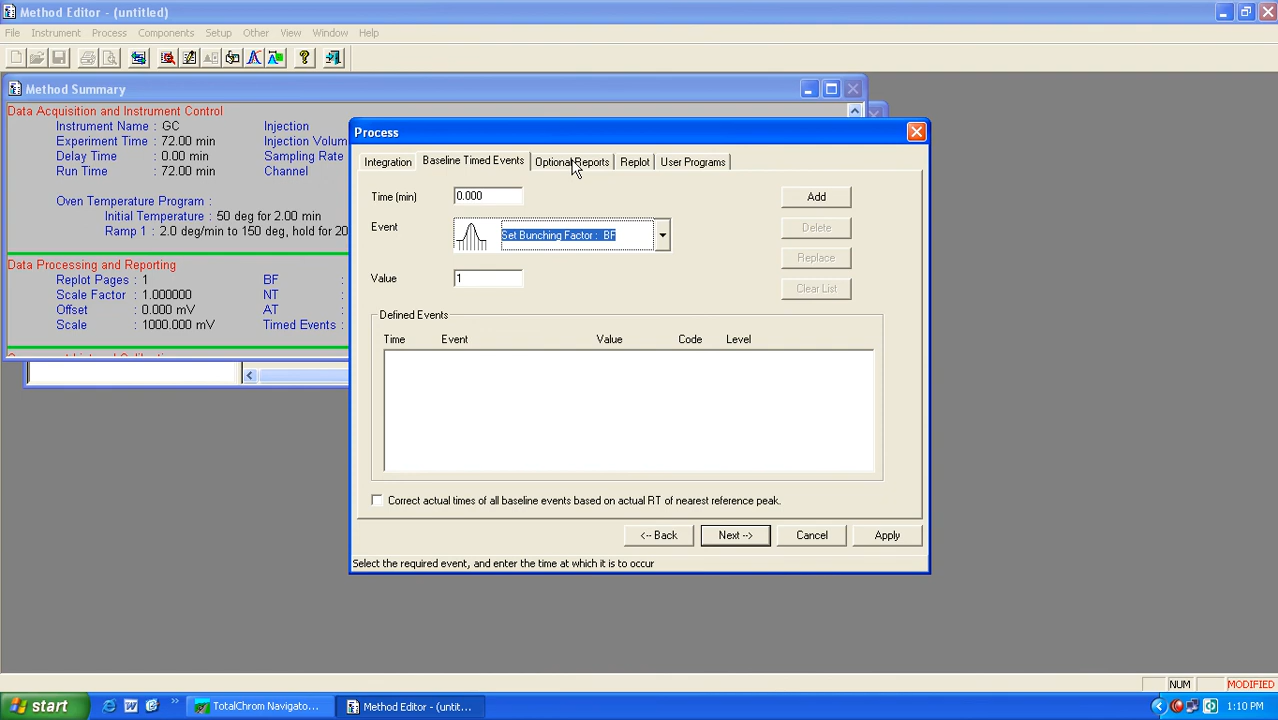 Method Editor - (untitled)
File Instrument Process Components Setup Other View Window Help
Method Summary
Data Acquisition and Instrument Control
Instrument Name : GC Injection
Experiment Time : 72.00 min Injection Volum
Delay Time : 0.00 min Sampling Rate
Run Time : 72.00 min Channel
Oven Temperature Program :
Initial Temperature : 50 deg for 2.00 min
Ramp 1 : 2.0 deg/min to 150 deg, hold for 20
Data Processing and Reporting
Replot Pages : 1 BF :
Scale Factor : 1.000000 NT :
Offset : 0.000 mV AT :
Scale : 1000.000 mV Timed Events :
Process
Integration Baseline Timed Events Optional Reports Replot User Programs
Time (min) 0.000 Add
Event Set Bunching Factor : BF Delete
Replace
Value 1 Clear List
Defined Events
Time Event Value Code Level
Correct actual times of all baseline events based on actual RT of nearest reference peak.
<-- Back Next --> Cancel Apply
Select the required event, and enter the time at which it is to occur
NUM MODIFIED
start TotalChrom Navigato... Method Editor - (untit... 1:10 PM